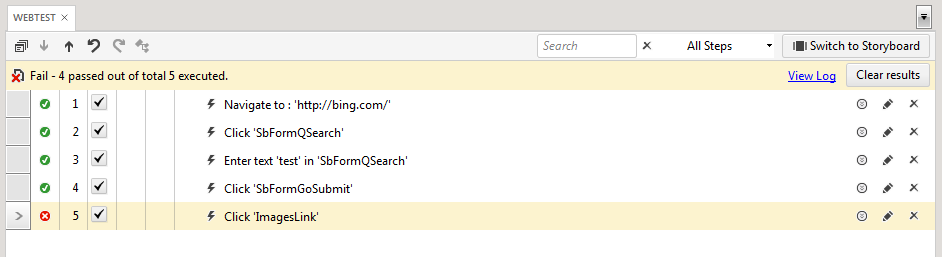 WEBTEST
Search
All Steps
Switch to Storyboard
Fail - 4 passed out of total 5 executed.
View Log
Clear results
1 Navigate to : 'http://bing.com/'
2 Click 'SbFormQSearch'
3 Enter text 'test' in 'SbFormQSearch'
4 Click 'SbFormGoSubmit'
5 Click 'ImagesLink'